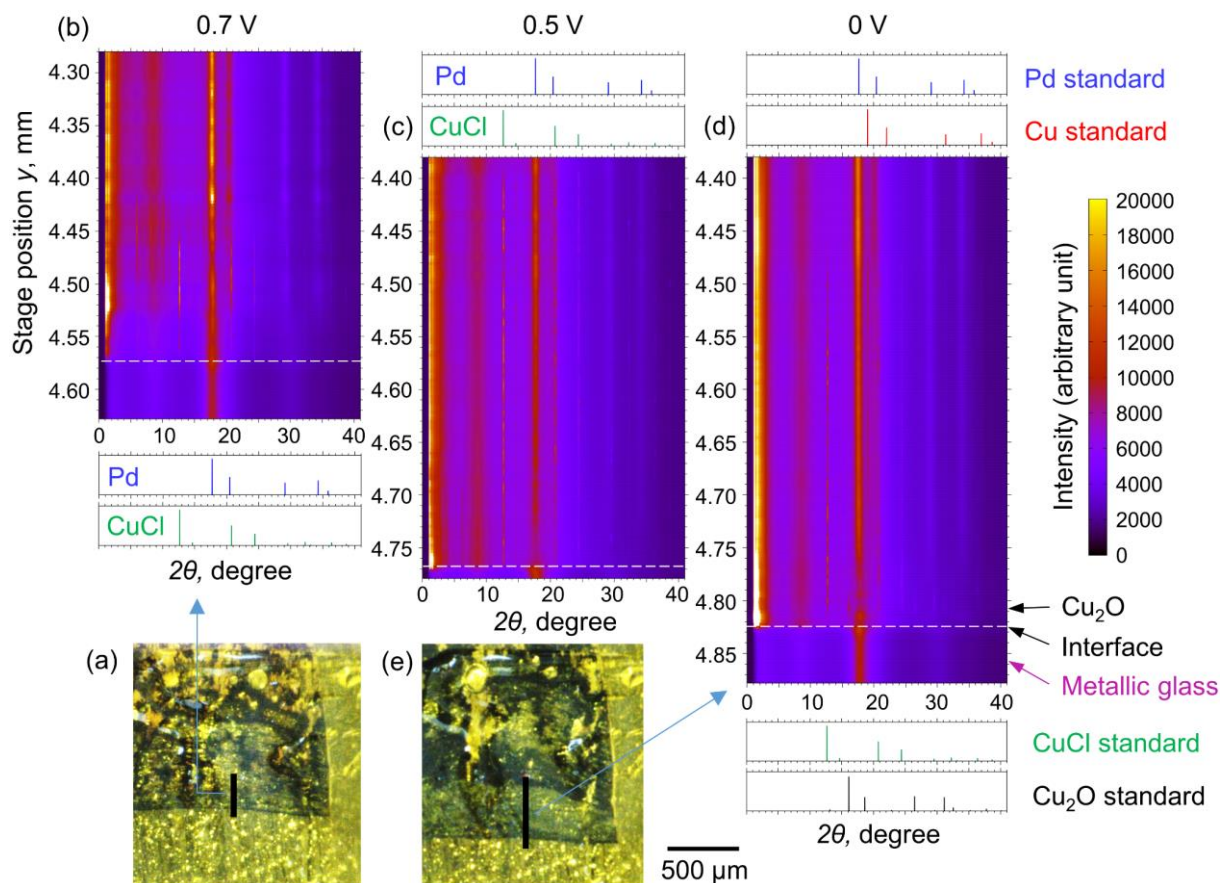 0.7 V
0.5 V
0 V
(b)
Pd
Pd standard
(c)
CuCl
(d)
Cu standard
Stage position y, mm
4.30
4.35
4.40
4.45
4.50
4.55
4.60
0 10 20 30 40
Pd
CuCl
2θ, degree
4.40
4.45
4.50
4.55
4.60
4.65
4.70
4.75
0 10 20 30 40
2θ, degree
4.40
4.45
4.50
4.55
4.60
4.65
4.70
4.75
4.80
4.85
0 10 20 30 40
20000
18000
16000
14000
12000
10000
8000
6000
4000
2000
0
Intensity (arbitrary unit)
Cu2O
Interface
Metallic glass
CuCl standard
Cu2O standard
2θ, degree
(a)
(e)
500 µm